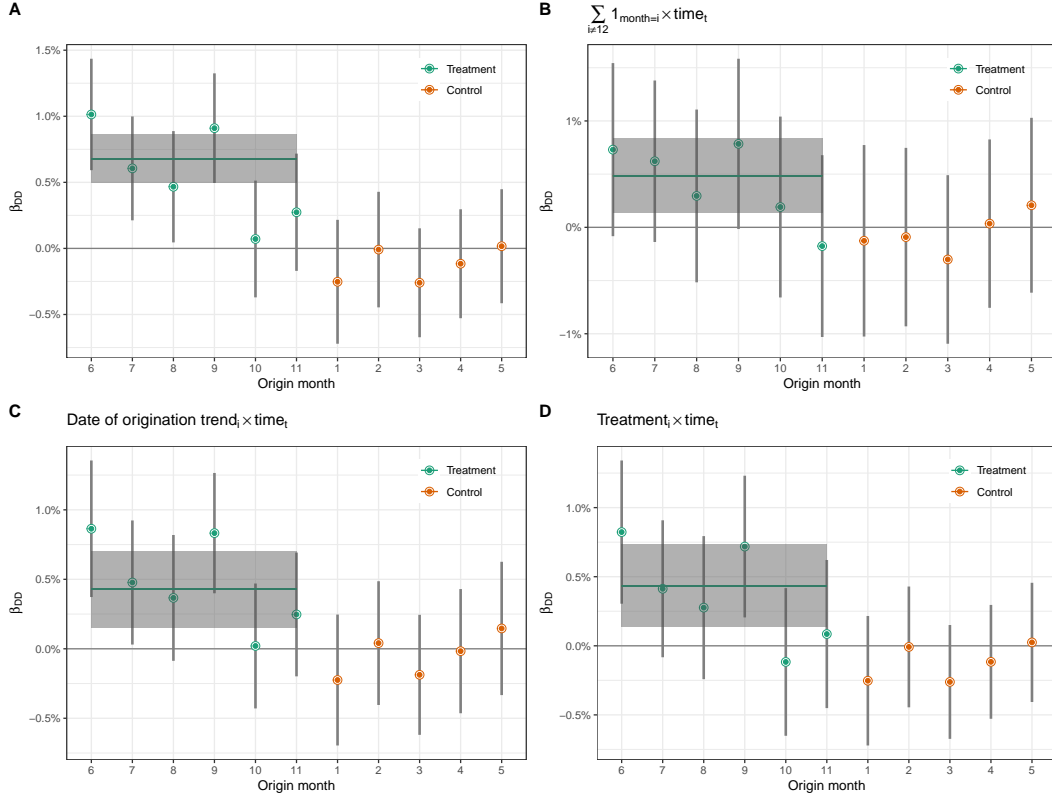 A
1.5%
1.0%
0.5%
0.0%
−0.5%
βDD
Treatment
Control
6 7 8 9 10 11 1 2 3 4 5
Origin month
B
∑ 1month=i × timet
i≠12
1%
0%
−1%
βDD
Treatment
Control
6 7 8 9 10 11 1 2 3 4 5
Origin month
C
Date of origination trendi × timet
1.0%
0.5%
0.0%
−0.5%
βDD
Treatment
Control
6 7 8 9 10 11 1 2 3 4 5
Origin month
D
Treatmenti × timet
1.0%
0.5%
0.0%
−0.5%
βDD
Treatment
Control
6 7 8 9 10 11 1 2 3 4 5
Origin month